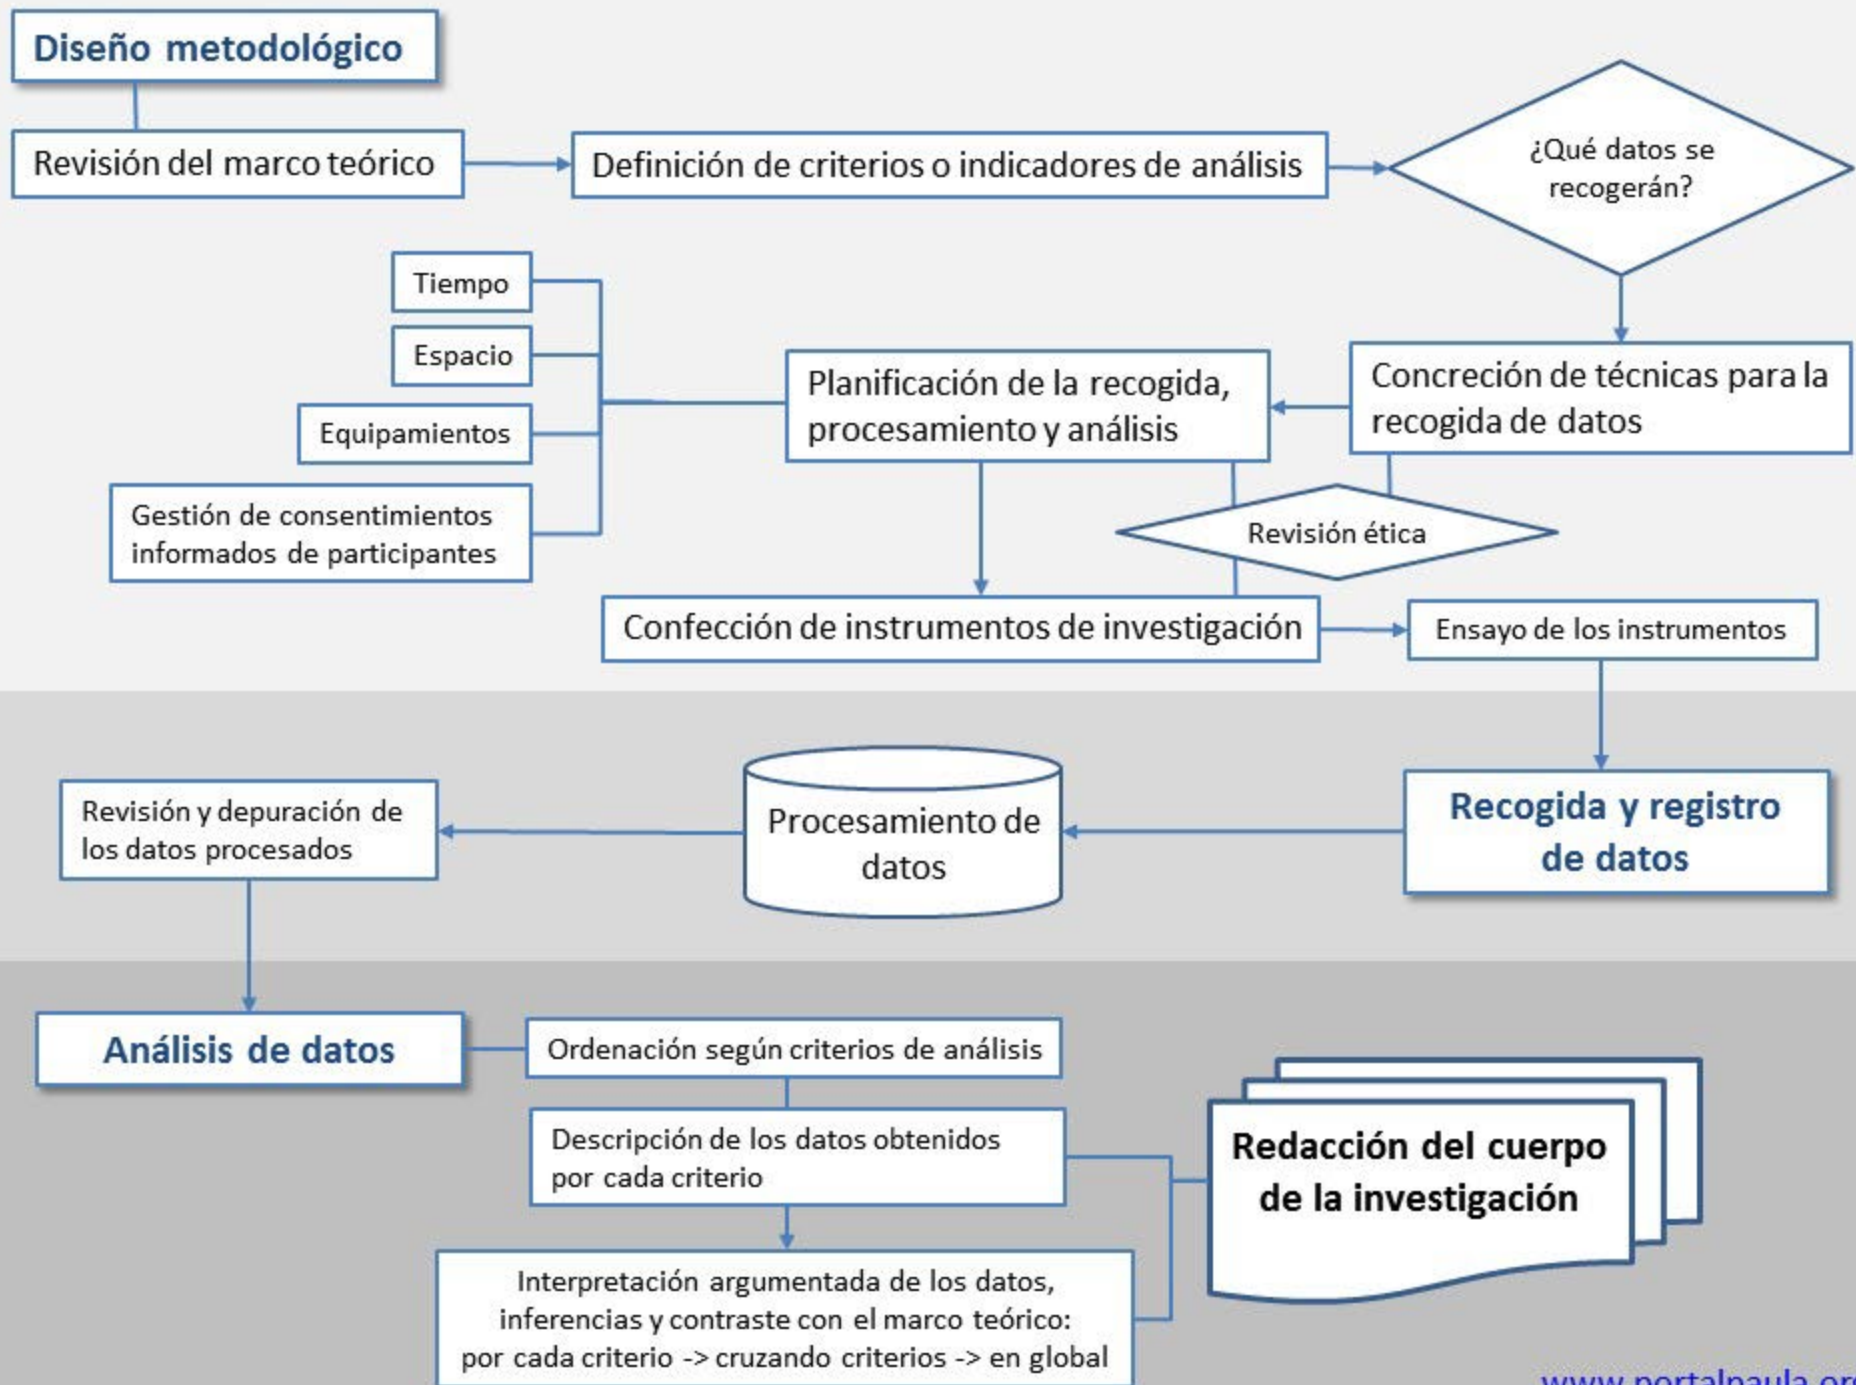 Diseño metodológico
Revisión del marco teórico
Definición de criterios o indicadores de análisis
¿Qué datos se
recogerán?
Tiempo
Espacio
Equipamientos
Gestión de consentimientos
informados de participantes
Planificación de la recogida,
procesamiento y análisis
Concreción de técnicas para la
recogida de datos
Revisión ética
Confección de instrumentos de investigación
Ensayo de los instrumentos
Revisión y depuración de
los datos procesados
Procesamiento de
datos
Recogida y registro
de datos
Análisis de datos
Ordenación según criterios de análisis
Descripción de los datos obtenidos
por cada criterio
Redacción del cuerpo
de la investigación
Interpretación argumentada de los datos,
inferencias y contraste con el marco teórico:
por cada criterio -> cruzando criterios -> en global
www.portalpaula.org